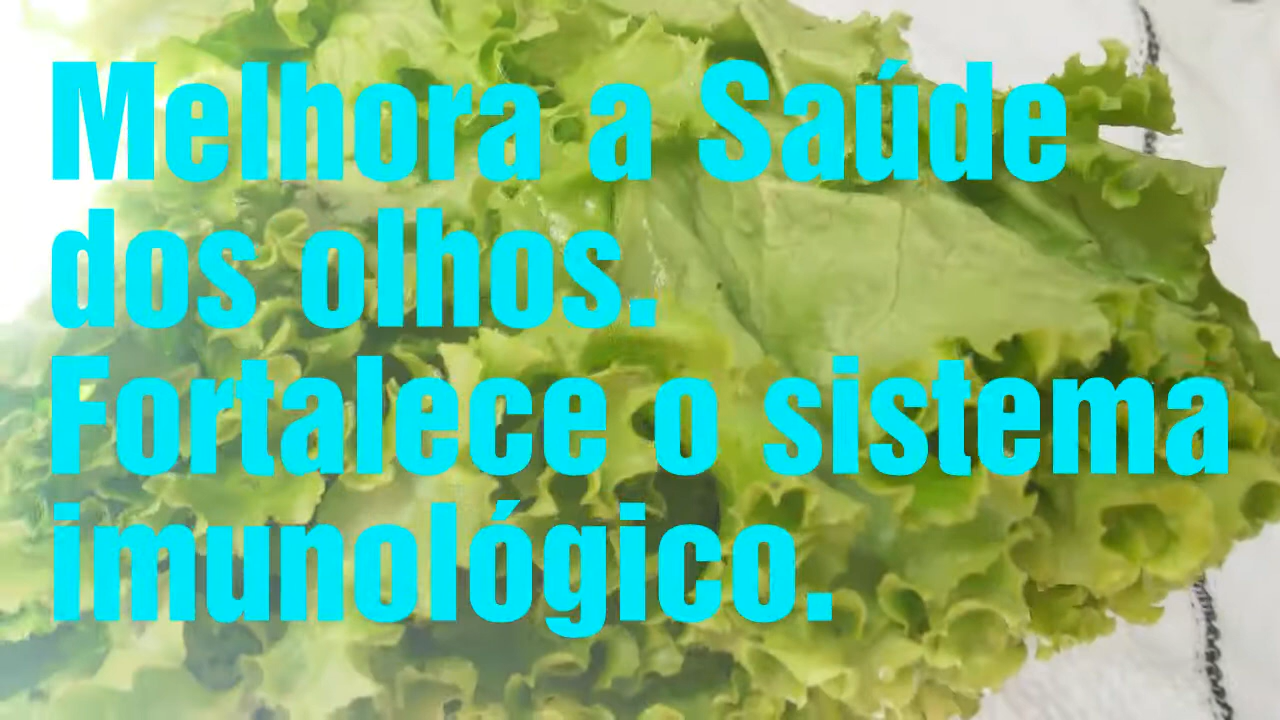 Melhora a Saúde
dos olhos.
Fortalece o sistema
imunológico.